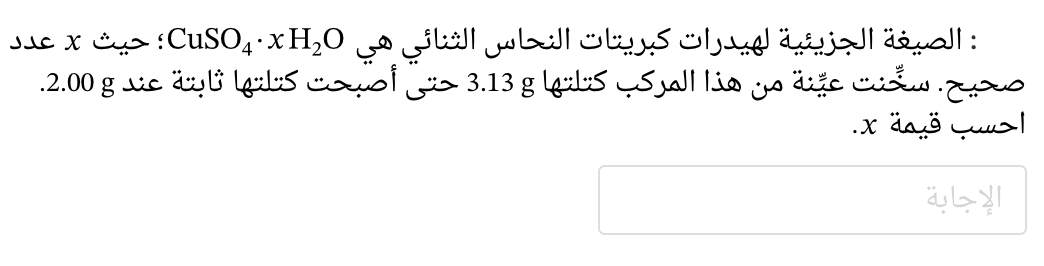 : الصيغة الجزيئية لهيدرات كبريتات النحاس الثنائي هي CuSO₄·xH₂O؛ حيث x عدد
صحيح. سخِّنت عيِّنة من هذا المركب كتلتها 3.13 g حتى أصبحت كتلتها ثابتة عند 2.00 g.
احسب قيمة x.
الإجابة